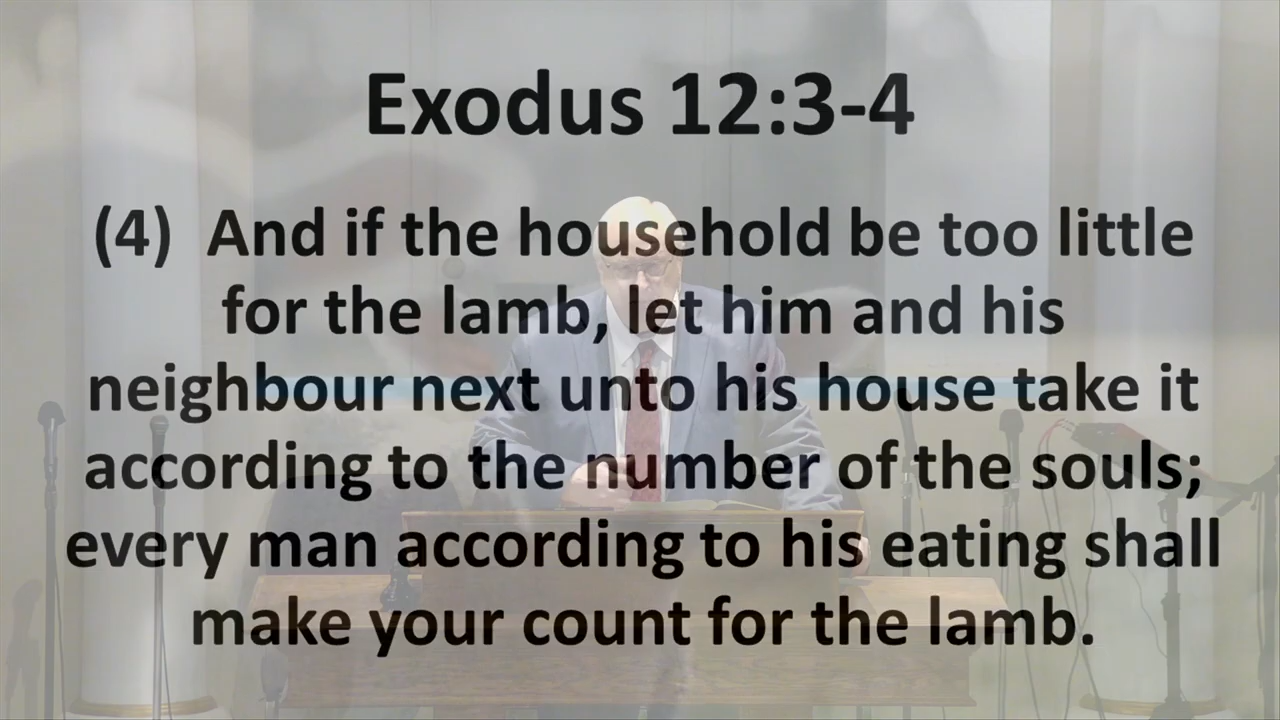 Exodus 12:3-4
(4) And if the household be too little
for the lamb, let him and his
neighbour next unto his house take it
according to the number of the souls;
every man according to his eating shall
make your count for the lamb.